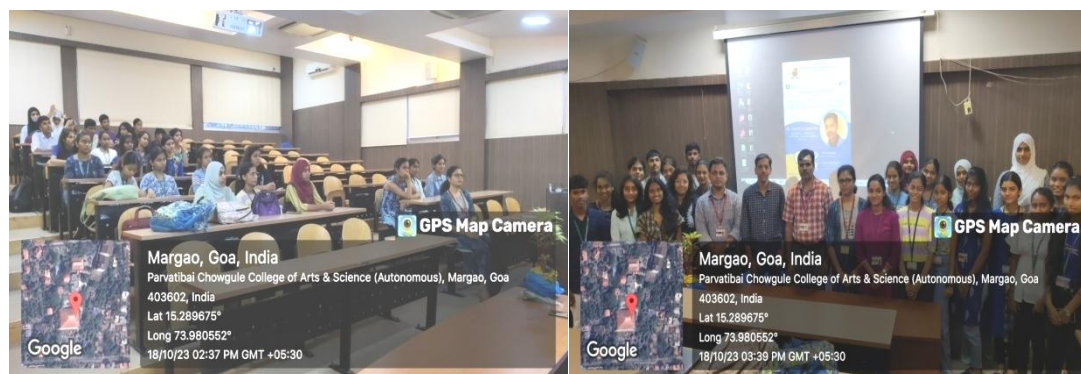 GPS Map Camera
Margao, Goa, India
Parvatibai Chowgule College of Arts & Science (Autonomous), Margao, Goa
403602, India
Lat 15.289675°
Long 73.980552°
18/10/23 02:37 PM GMT +05:30
Google
GPS Map Camera
Margao, Goa, India
Parvatibai Chowgule College of Arts & Science (Autonomous), Margao, Goa
403602, India
Lat 15.289675°
Long 73.980552°
18/10/23 03:39 PM GMT +05:30
Google